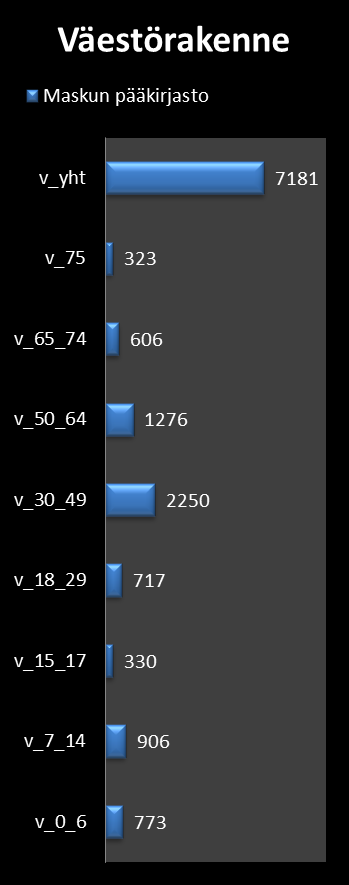 Väestörakenne
Maskun pääkirjasto
v_yht 7181
v_75 323
v_65_74 606
v_50_64 1276
v_30_49 2250
v_18_29 717
v_15_17 330
v_7_14 906
v_0_6 773